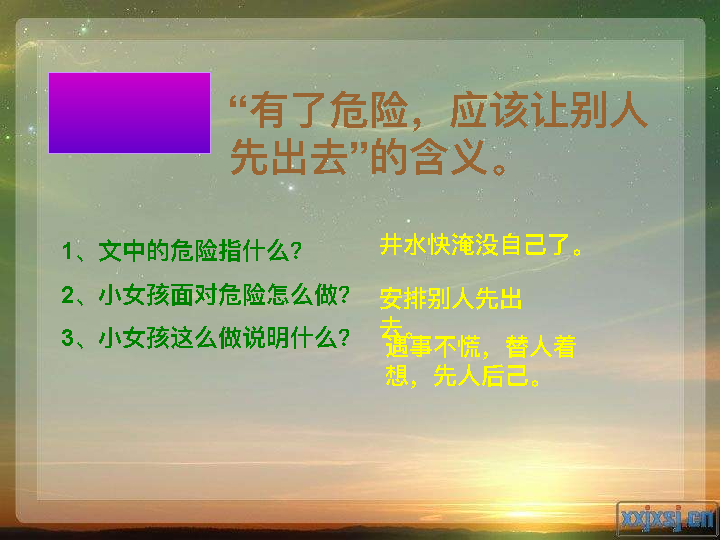 “有了危险，应该让别人
先出去”的含义。
1、文中的危险指什么?
井水快淹没自己了。
2、小女孩面对危险怎么做?
安排别人先出
去。
3、小女孩这么做说明什么?
遇事不慌，替人着
想，先人后己。
xxjxsj.cn